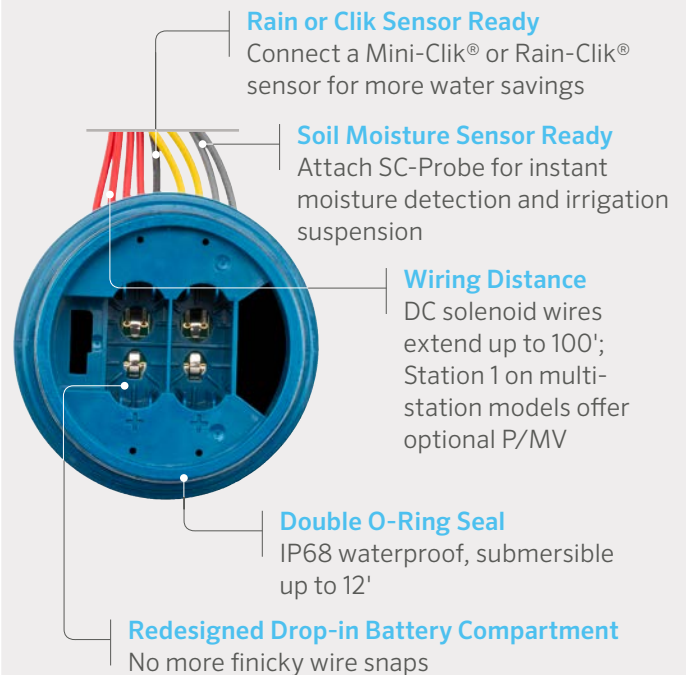 Rain or Clik Sensor Ready
Connect a Mini-Clik® or Rain-Clik®
sensor for more water savings
Soil Moisture Sensor Ready
Attach SC-Probe for instant
moisture detection and irrigation
suspension
Wiring Distance
DC solenoid wires
extend up to 100';
Station 1 on multi-
station models offer
optional P/MV
+ +
Double O-Ring Seal
IP68 waterproof, submersible
up to 12'
Redesigned Drop-in Battery Compartment
No more finicky wire snaps